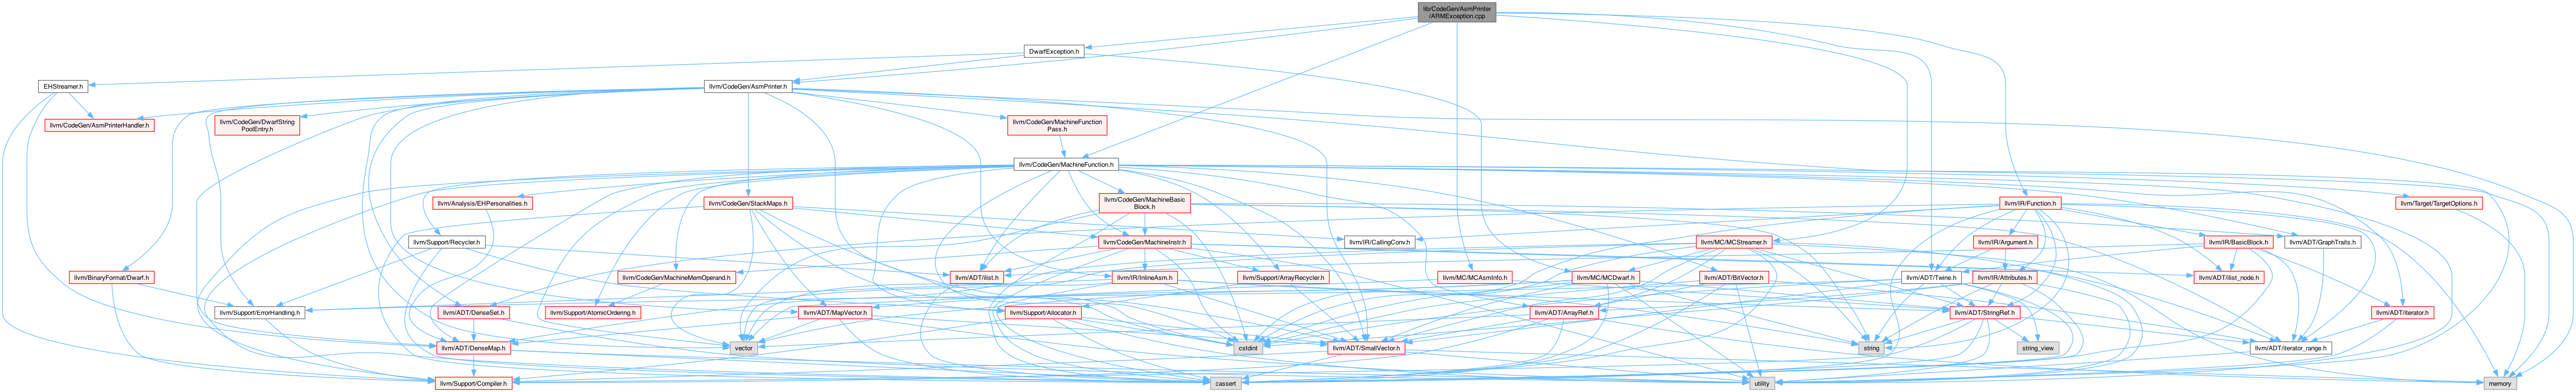 lib/CodeGen/AsmPrinter
/ARMException.cpp
DwarfException.h
EHStreamer.h
llvm/CodeGen/AsmPrinter.h
llvm/CodeGen/AsmPrinterHandler.h
llvm/CodeGen/DwarfString
PoolEntry.h
llvm/CodeGen/MachineFunction
Pass.h
llvm/CodeGen/MachineFunction.h
llvm/Analysis/EHPersonalities.h
llvm/CodeGen/StackMaps.h
llvm/CodeGen/MachineBasic
Block.h
llvm/IR/Function.h
llvm/Target/TargetOptions.h
llvm/Support/Recycler.h
llvm/CodeGen/MachineInstr.h
llvm/IR/CallingConv.h
llvm/MC/MCStreamer.h
llvm/IR/Argument.h
llvm/IR/BasicBlock.h
llvm/ADT/GraphTraits.h
llvm/BinaryFormat/Dwarf.h
llvm/CodeGen/MachineMemOperand.h
llvm/ADT/ilist.h
llvm/IR/InlineAsm.h
llvm/Support/ArrayRecycler.h
llvm/MC/MCAsmInfo.h
llvm/MC/MCDwarf.h
llvm/ADT/BitVector.h
llvm/ADT/Twine.h
llvm/IR/Attributes.h
llvm/ADT/ilist_node.h
llvm/Support/ErrorHandling.h
llvm/ADT/DenseSet.h
llvm/Support/AtomicOrdering.h
llvm/ADT/MapVector.h
llvm/Support/Allocator.h
llvm/ADT/ArrayRef.h
llvm/ADT/StringRef.h
llvm/ADT/iterator.h
llvm/ADT/DenseMap.h
vector
cstdint
llvm/ADT/SmallVector.h
string
string_view
llvm/ADT/iterator_range.h
llvm/Support/Compiler.h
cassert
utility
memory